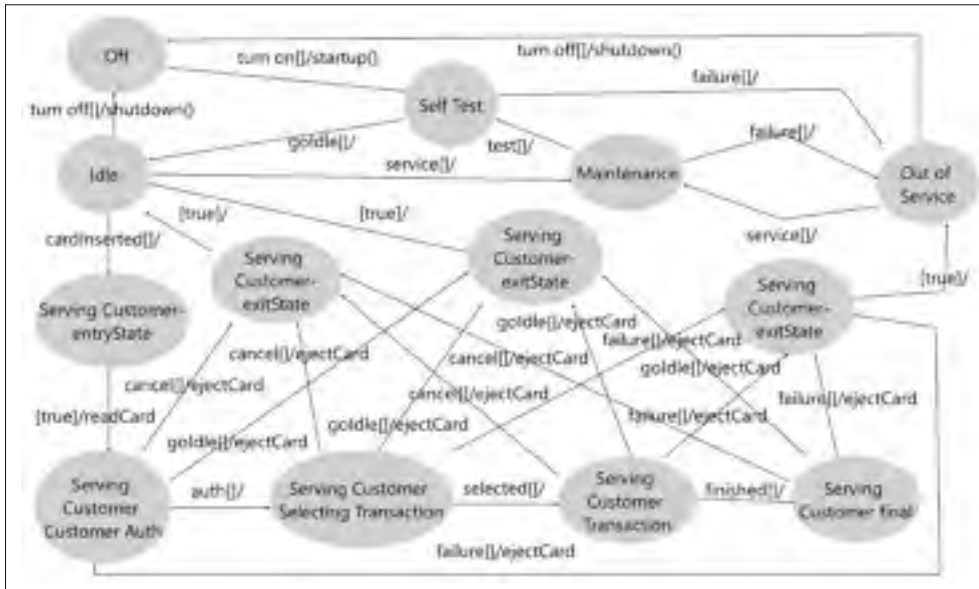 Off
turn off[]/shutdown()
turn on[]/startup()
failure[]/
Self Test
turn off[]/shutdown()
goIdle[]/
test[]/
failure[]/
service[]/
Idle
Maintenance
Out of
Service
[true]/
[true]/
cardInserted[]/
service[]/
Serving
Customer-
exitState
Serving
Customer-
exitState
[true]/
Serving
Customer-
exitState
Serving Customer-
entryState
goIdle[]/ejectCard
failure[]/ejectCard
cancel[]/ejectCard
cancel[]/ejectCard
goIdle[]/ejectCard
cancel[]/ejectCard
cancel[]/ejectCard
failure[]/ejectCard
[true]/readCard
goIdle[]/ejectCard
goIdle[]/ejectCard
failure[]/ejectCard
Serving
Customer
Customer Auth
auth[]/
Serving Customer
Selecting Transaction
selected[]/
Serving
Customer
Transaction
finished[]/
Serving
Customer final
failure[]/ejectCard